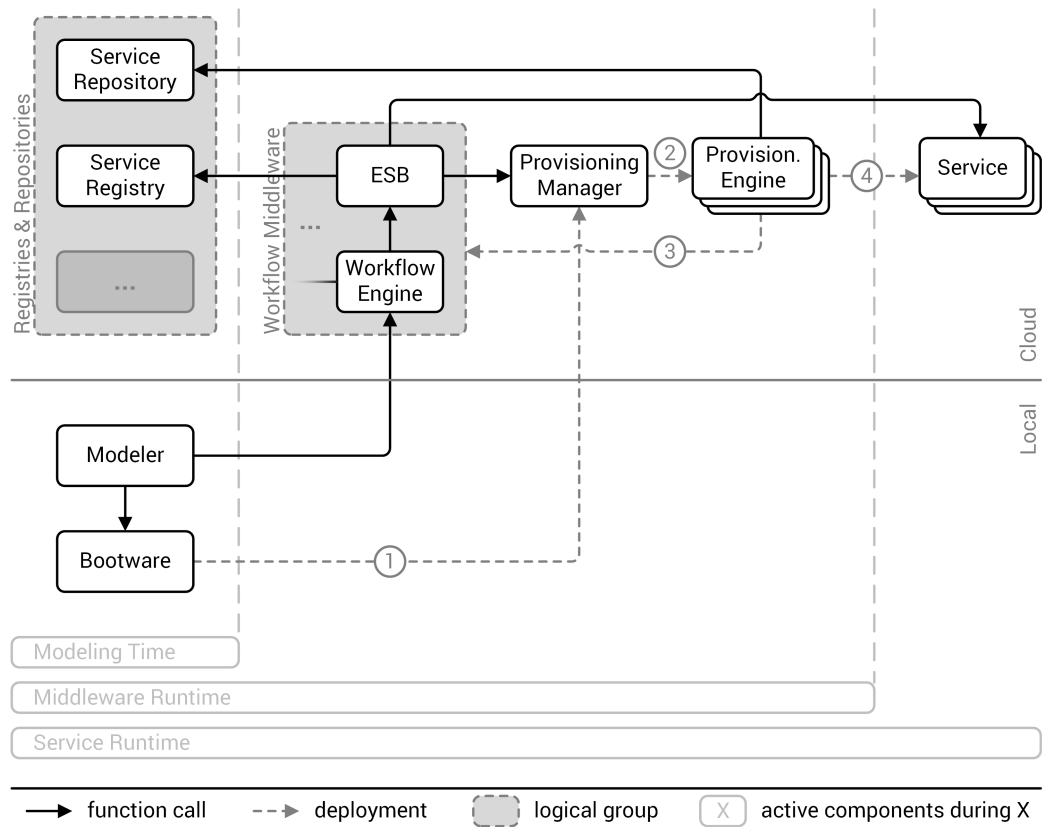 Service
Repository
Registries & Repositories
Service
Registry
...
Workflow Middleware
ESB
...
Workflow
Engine
Provisioning
Manager
2
Provision.
Engine
4
Service
3
Cloud
Local
Modeler
Bootware
1
Modeling Time
Middleware Runtime
Service Runtime
function call
deployment
logical group
X
active components during X